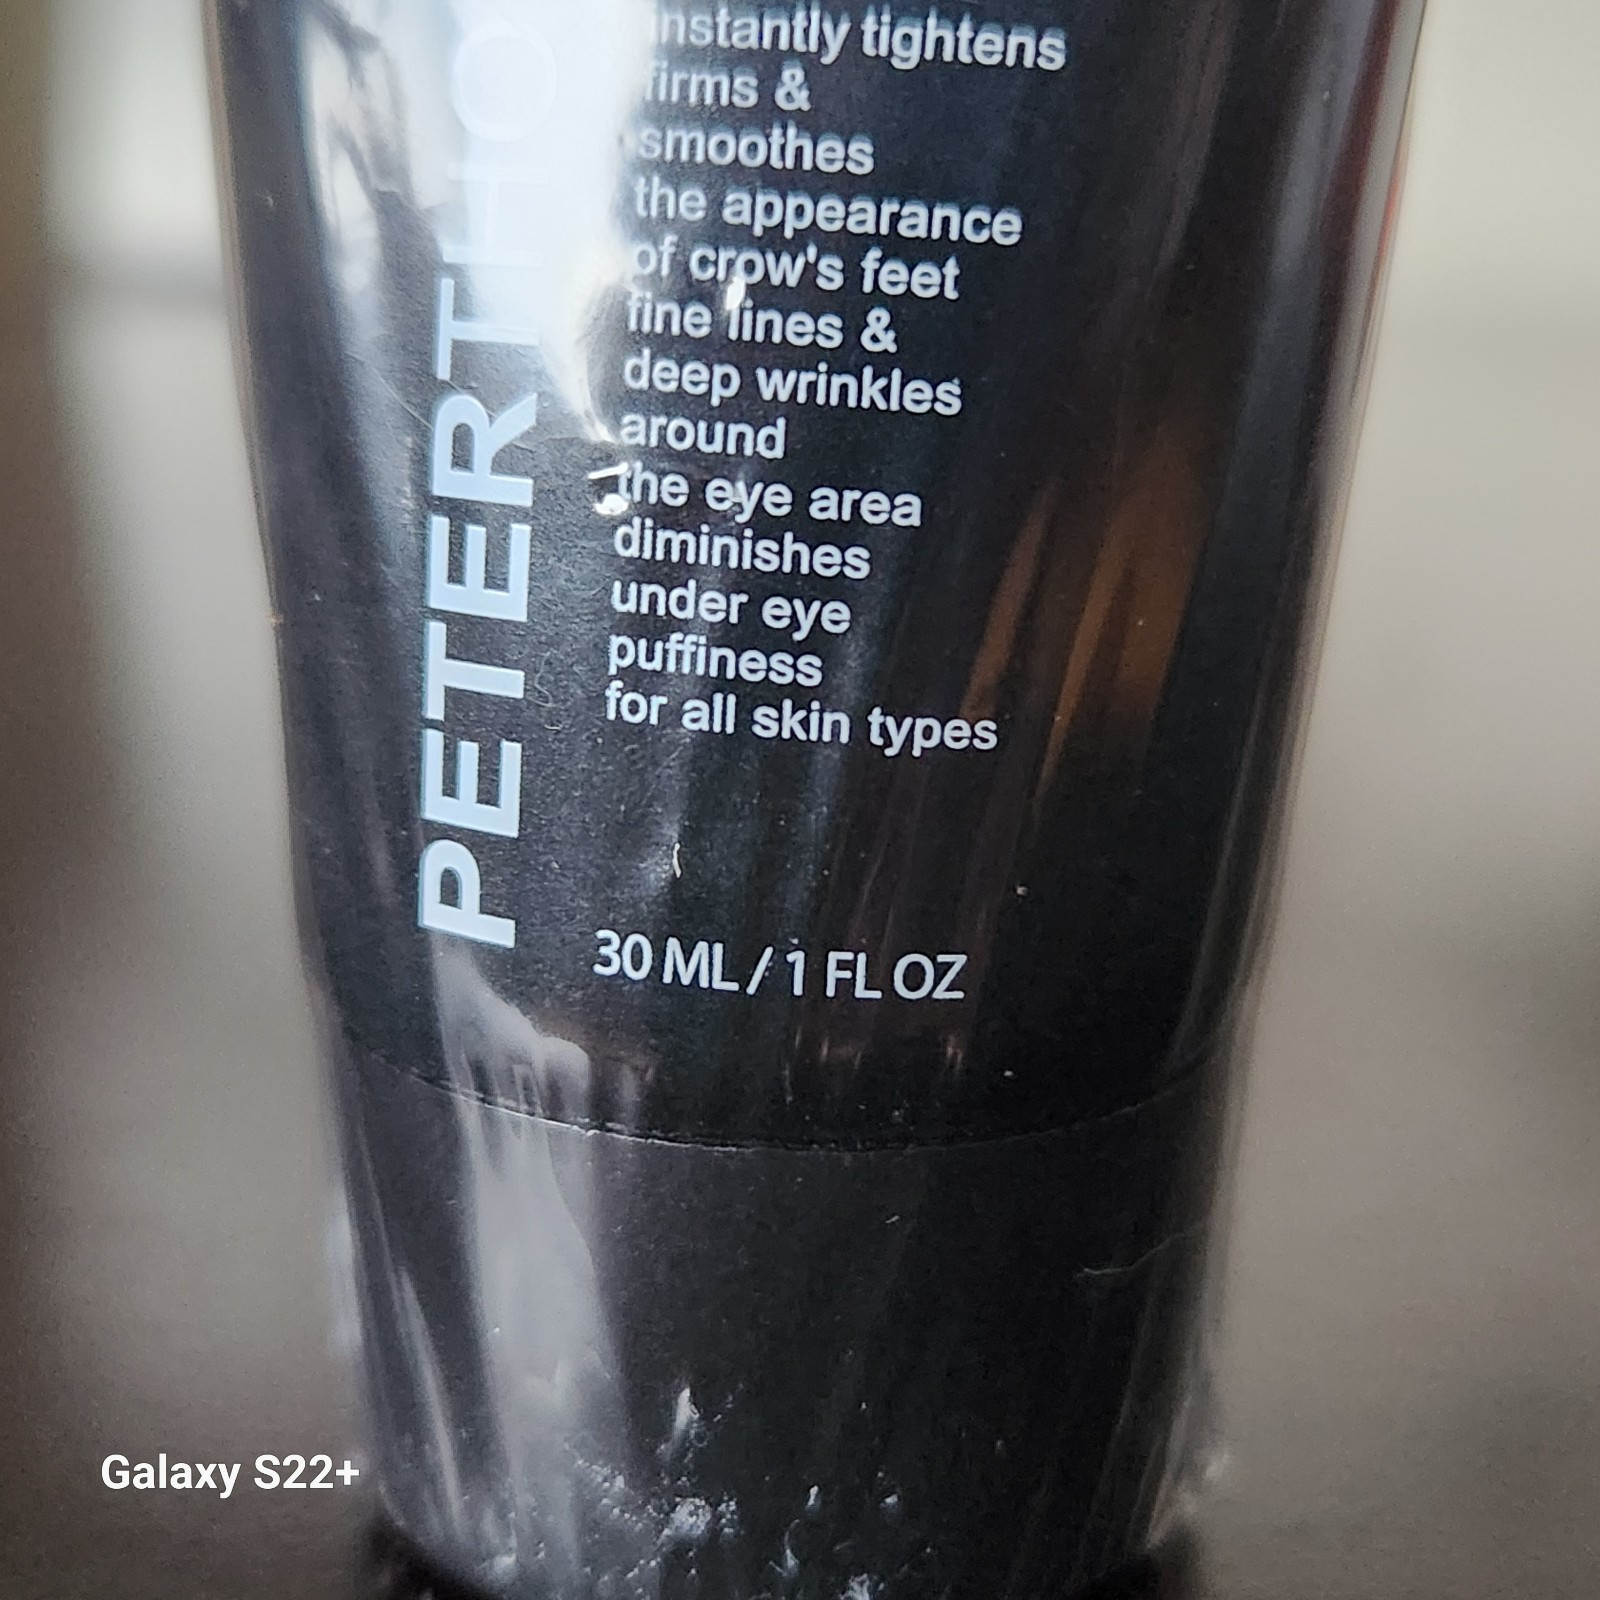 instantly tightens
firms &
smoothes
the appearance
of crow's feet
fine lines &
deep wrinkles
around
the eye area
diminishes
under eye
puffiness
for all skin types
PETERTHO
30 ML / 1 FL OZ
Galaxy S22+